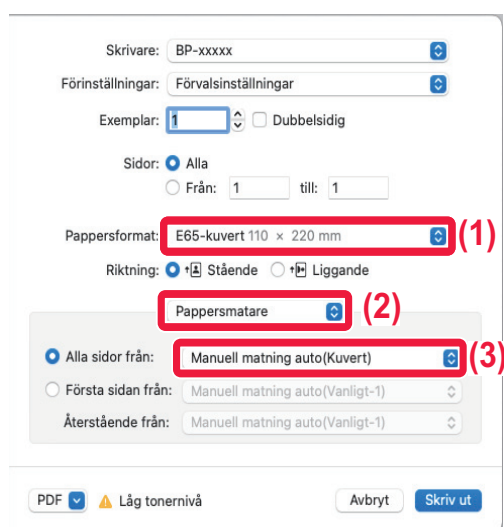 Skrivare: BP-xxxxx
Förinställningar: Förvalsinställningar
Exemplar: 1 Dubbelsidig
Sidor: Alla
Från: 1 till: 1
Pappersformat: E65-kuvert 110 × 220 mm (1)
Riktning: Stående Liggande
Pappersmatare (2)
Alla sidor från: Manuell matning auto(Kuvert) (3)
Första sidan från: Manuell matning auto(Vanligt-1)
Återstående från: Manuell matning auto(Vanligt-1)
PDF Låg tonernivå Avbryt Skriv ut